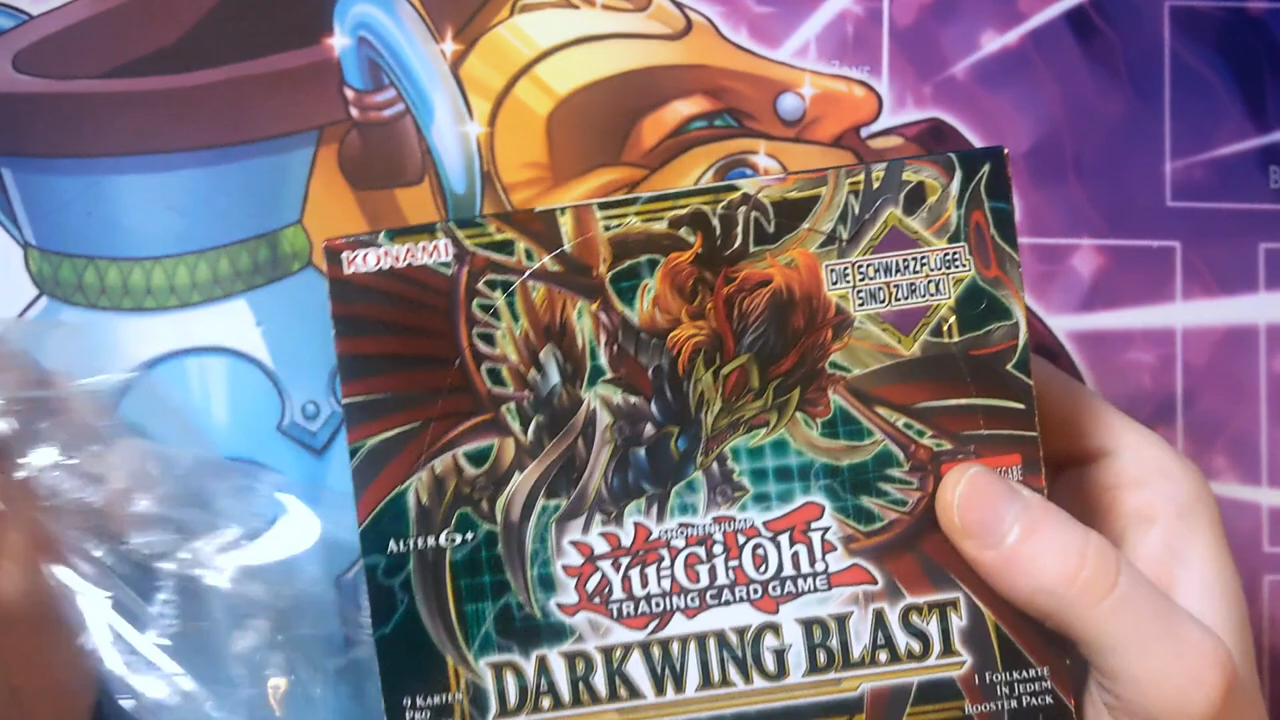 KONAMI
DIE SCHWARZFLÜGEL
SIND ZURÜCK!
ALTER 6+
SHONEN JUMP
Yu-Gi-Oh!
TRADING CARD GAME
DARKWING BLAST
9 KARTEN
PRO
1 FOILKARTE
IN JEDEM
BOOSTER PACK